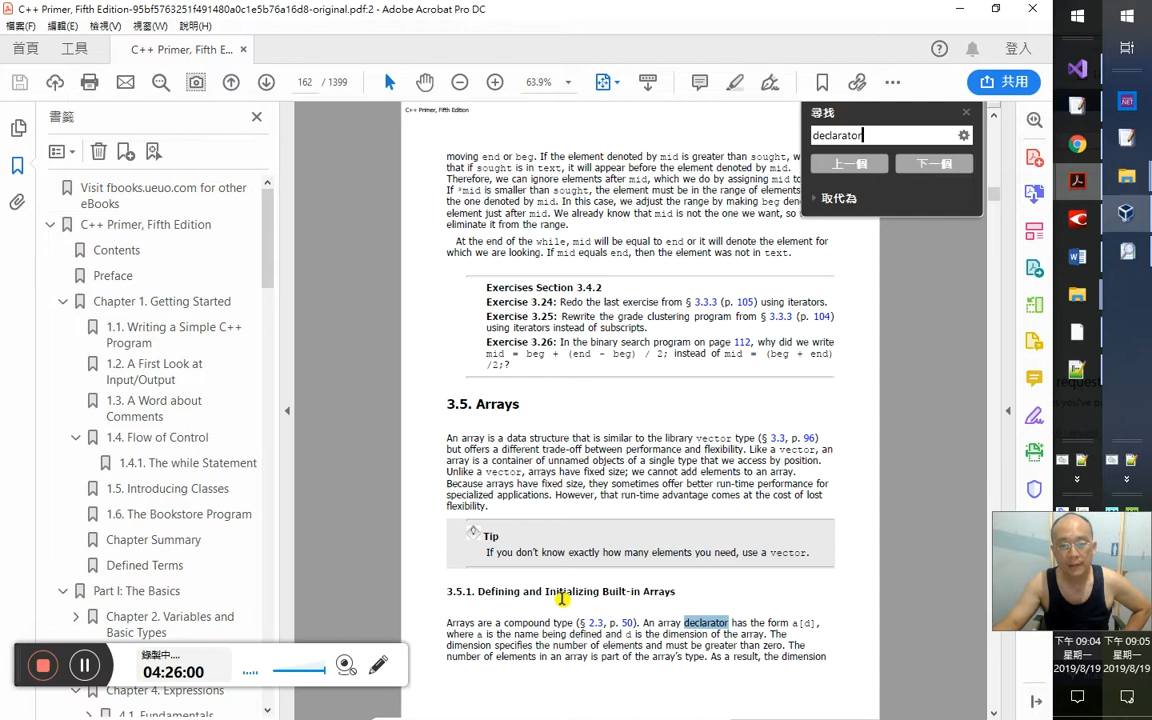 C++ Primer, Fifth Edition-95bf5763251f491480a0c1e5b76a16d8-original.pdf:2 - Adobe Acrobat Pro DC
檔案(F) 編輯(E) 檢視(V) 視窗(W) 說明(H)
首頁 工具 C++ Primer, Fifth E... × 登入
162 / 1399 63.9% 共用
書籤
Visit fbooks.ueuo.com for other
eBooks
C++ Primer, Fifth Edition
Contents
Preface
Chapter 1. Getting Started
1.1. Writing a Simple C++
Program
1.2. A First Look at
Input/Output
1.3. A Word about
Comments
1.4. Flow of Control
1.4.1. The while Statement
1.5. Introducing Classes
1.6. The Bookstore Program
Chapter Summary
Defined Terms
Part I: The Basics
Chapter 2. Variables and
Basic Types
錄製中....
04:26:00
Chapter 4. Expressions
4.1. Fundamentals
C++ Primer, Fifth Edition
moving end or beg. If the element denoted by mid is greater than sought, w
that if sought is in text, it will appear before the element denoted by mid.
Therefore, we can ignore elements after mid, which we do by assigning mid to
If *mid is smaller than sought, the element must be in the range of elements
the one denoted by mid. In this case, we adjust the range by making beg deno
element just after mid. We already know that mid is not the one we want, so
eliminate it from the range.
At the end of the while, mid will be equal to end or it will denote the element for
which we are looking. If mid equals end, then the element was not in text.
Exercises Section 3.4.2
Exercise 3.24: Redo the last exercise from § 3.3.3 (p. 105) using iterators.
Exercise 3.25: Rewrite the grade clustering program from § 3.3.3 (p. 104)
using iterators instead of subscripts.
Exercise 3.26: In the binary search program on page 112, why did we write
mid = beg + (end - beg) / 2; instead of mid = (beg + end)
/2;?
3.5. Arrays
An array is a data structure that is similar to the library vector type (§ 3.3, p. 96)
but offers a different trade-off between performance and flexibility. Like a vector, an
array is a container of unnamed objects of a single type that we access by position.
Unlike a vector, arrays have fixed size; we cannot add elements to an array.
Because arrays have fixed size, they sometimes offer better run-time performance for
specialized applications. However, that run-time advantage comes at the cost of lost
flexibility.
Tip
If you don't know exactly how many elements you need, use a vector.
3.5.1. Defining and Initializing Built-in Arrays
Arrays are a compound type (§ 2.3, p. 50). An array declarator has the form a[d],
where a is the name being defined and d is the dimension of the array. The
dimension specifies the number of elements and must be greater than zero. The
number of elements in an array is part of the array's type. As a result, the dimension
尋找
declarator
上一個 下一個
取代為
下午 09:04
星期一
2019/8/19
下午 09:05
星期一
2019/8/19